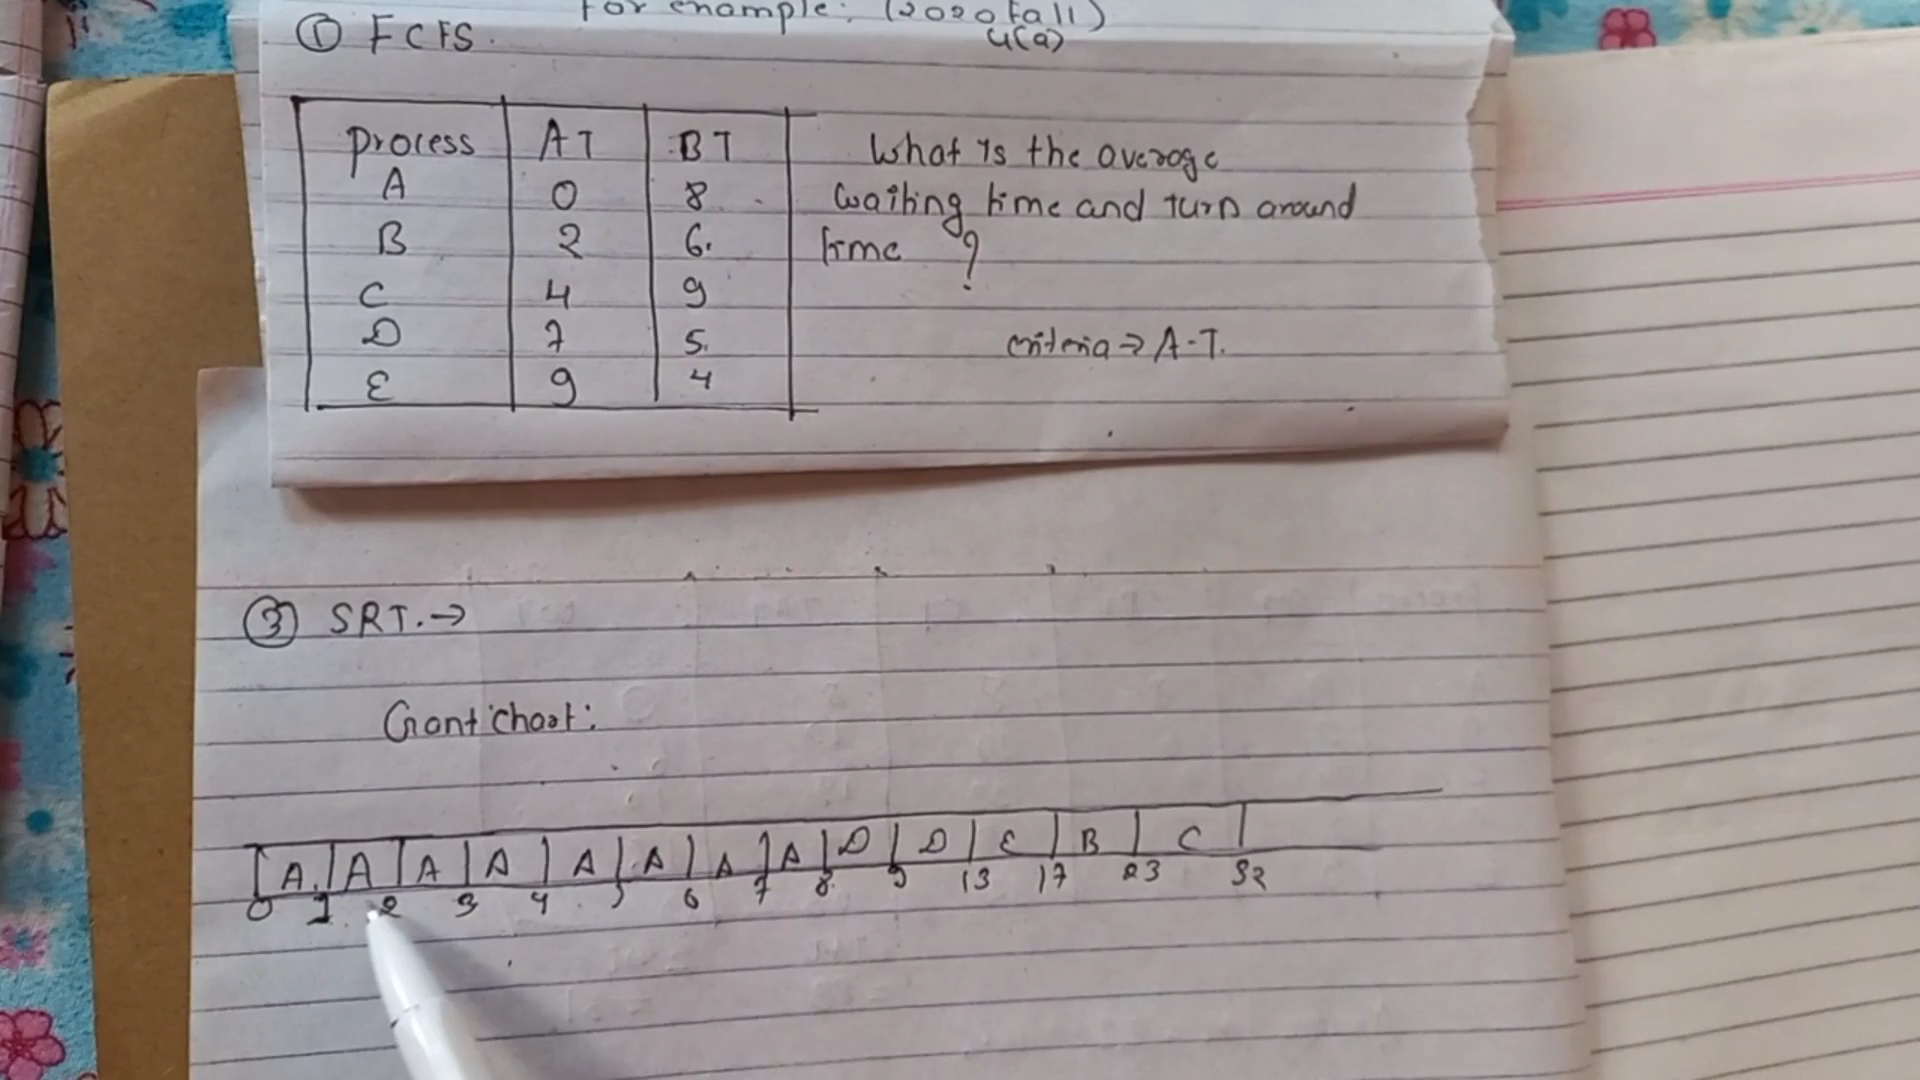 For example: (2020 Fall)
4(a)
① FCFS.
Process AT BT
A 0 8
B 2 6.
C 4 9
D 7 5.
E 9 4
What is the average
waiting time and turn around
time ?
criteria → A-T.
③ SRT. →
Gantt chart:
A A A A A A A A D D E B C
0 1 2 3 4 5 6 7 8 9 13 17 23 32